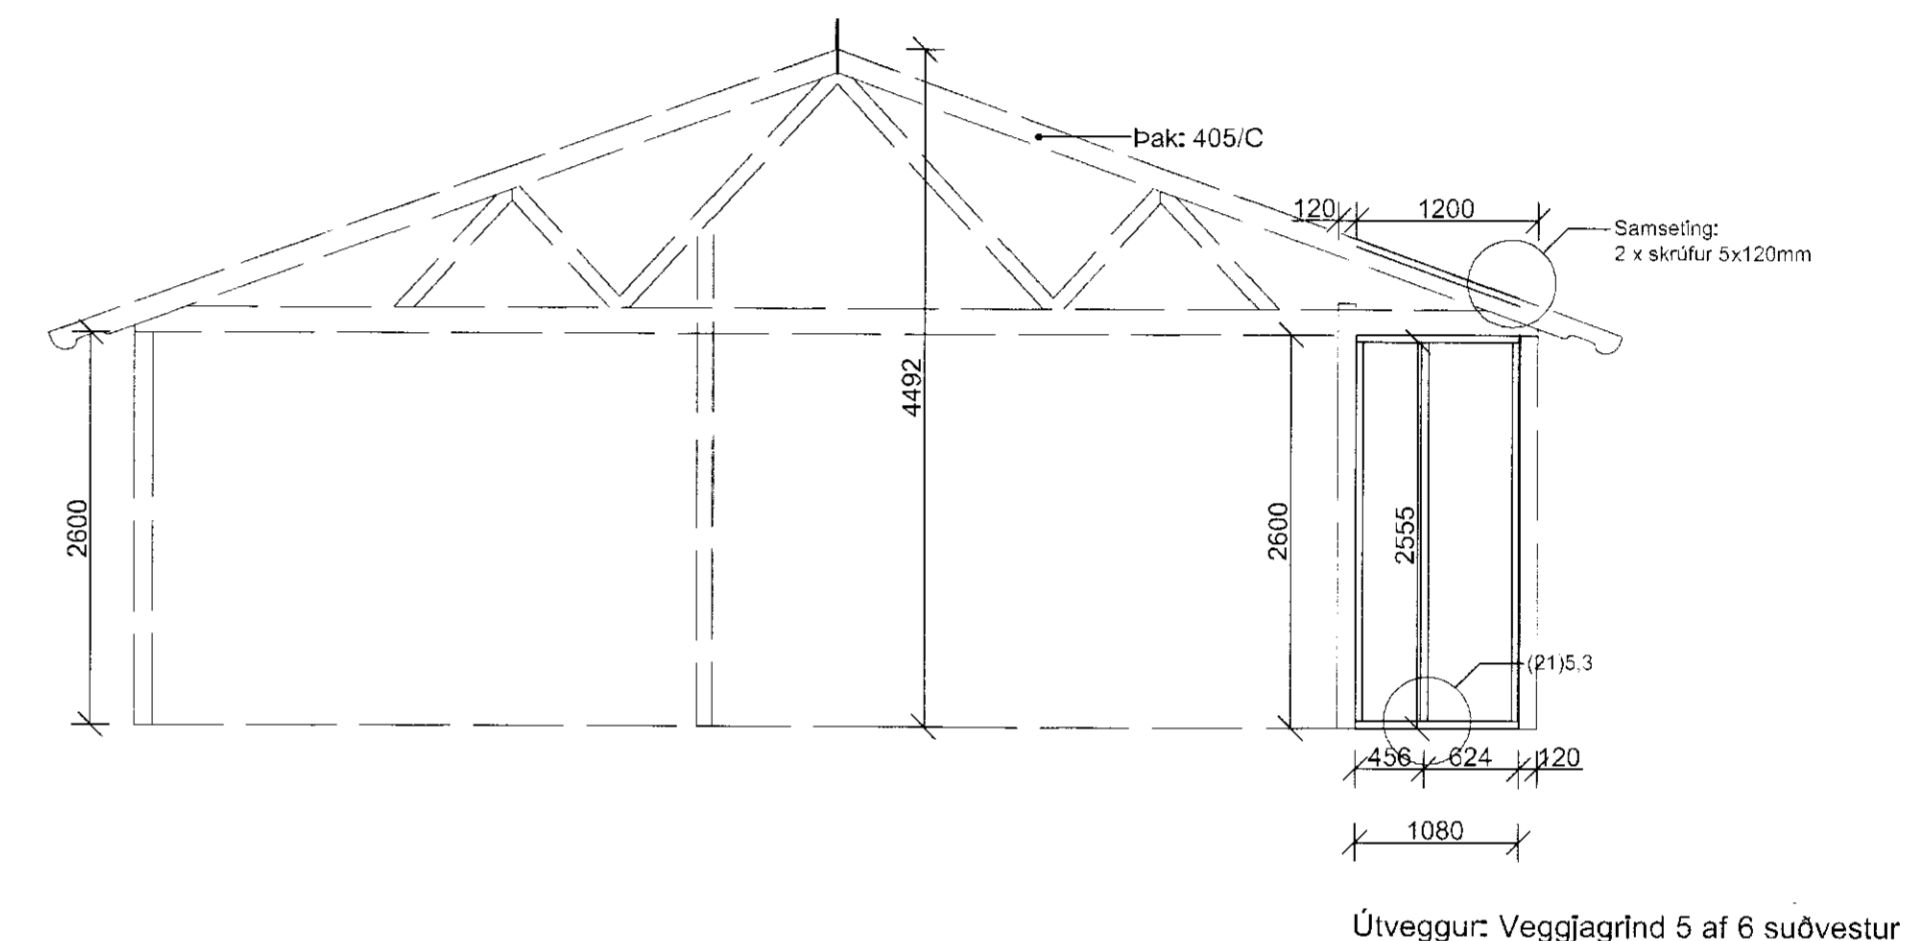 Þak: 405/C
120
1200
Samseting:
2 x skrúfur 5x120mm
4492
2600
2600
2555
(21)5,3
456
624
120
1080
Útveggur: Veggjagrind 5 af 6 suðvestur